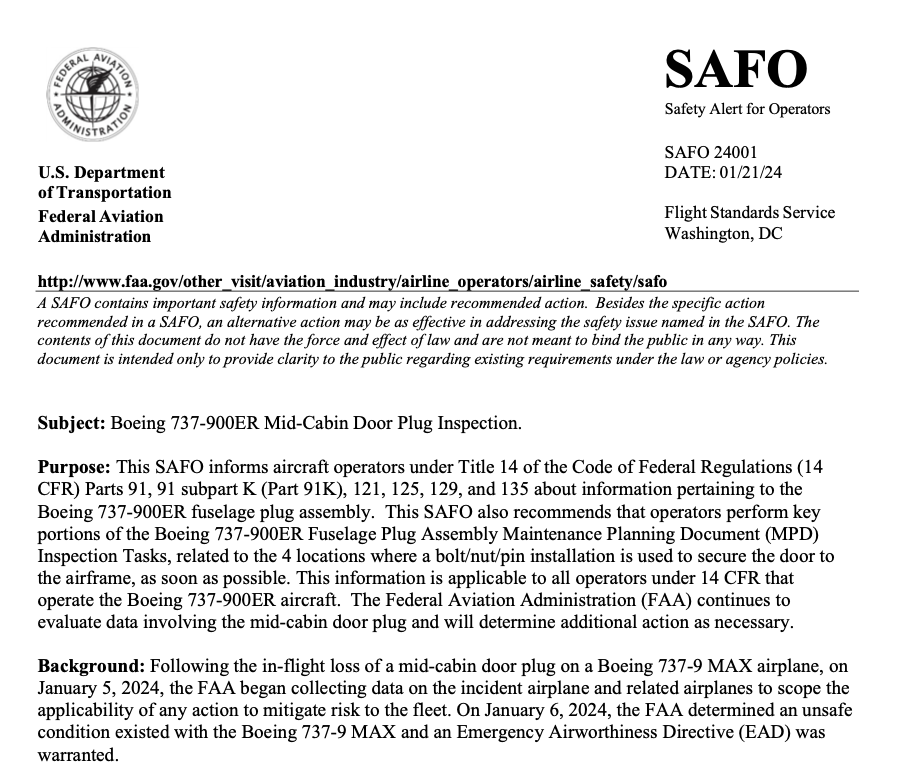 FEDERAL AVIATION
ADMINISTRATION
SAFO
Safety Alert for Operators
U.S. Department
of Transportation
Federal Aviation
Administration
SAFO 24001
DATE: 01/21/24
Flight Standards Service
Washington, DC
http://www.faa.gov/other_visit/aviation_industry/airline_operators/airline_safety/safo
A SAFO contains important safety information and may include recommended action. Besides the specific action
recommended in a SAFO, an alternative action may be as effective in addressing the safety issue named in the SAFO. The
contents of this document do not have the force and effect of law and are not meant to bind the public in any way. This
document is intended only to provide clarity to the public regarding existing requirements under the law or agency policies.
Subject: Boeing 737-900ER Mid-Cabin Door Plug Inspection.
Purpose: This SAFO informs aircraft operators under Title 14 of the Code of Federal Regulations (14
CFR) Parts 91, 91 subpart K (Part 91K), 121, 125, 129, and 135 about information pertaining to the
Boeing 737-900ER fuselage plug assembly. This SAFO also recommends that operators perform key
portions of the Boeing 737-900ER Fuselage Plug Assembly Maintenance Planning Document (MPD)
Inspection Tasks, related to the 4 locations where a bolt/nut/pin installation is used to secure the door to
the airframe, as soon as possible. This information is applicable to all operators under 14 CFR that
operate the Boeing 737-900ER aircraft. The Federal Aviation Administration (FAA) continues to
evaluate data involving the mid-cabin door plug and will determine additional action as necessary.
Background: Following the in-flight loss of a mid-cabin door plug on a Boeing 737-9 MAX airplane, on
January 5, 2024, the FAA began collecting data on the incident airplane and related airplanes to scope the
applicability of any action to mitigate risk to the fleet. On January 6, 2024, the FAA determined an unsafe
condition existed with the Boeing 737-9 MAX and an Emergency Airworthiness Directive (EAD) was
warranted.